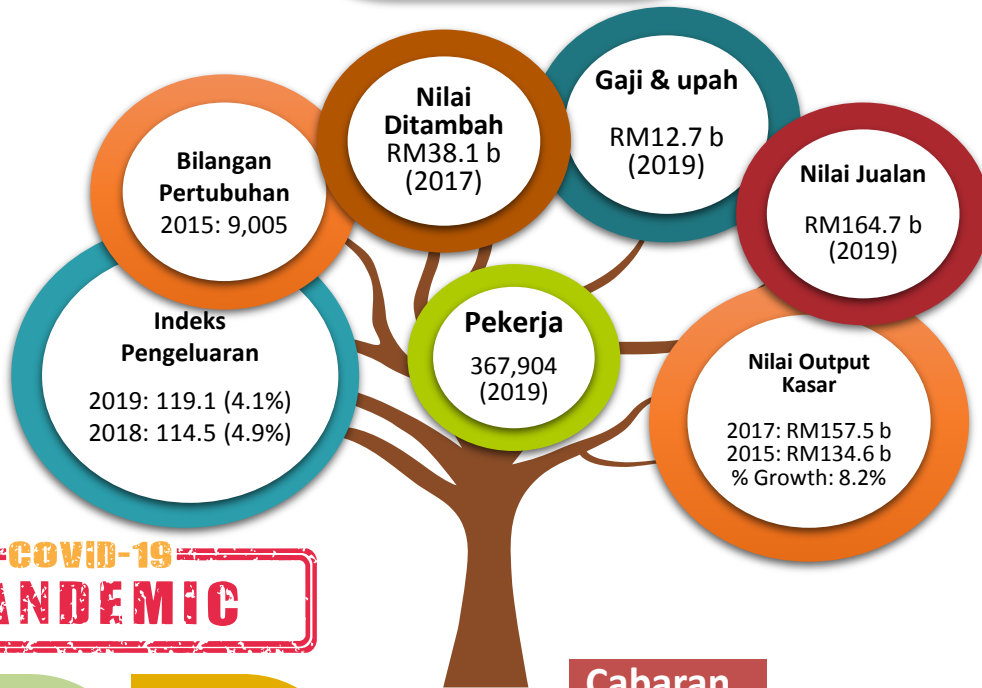 Bilangan
Pertubuhan
2015: 9,005
Nilai
Ditambah
RM38.1 b
(2017)
Gaji & upah
RM12.7 b
(2019)
Nilai Jualan
RM164.7 b
(2019)
Indeks
Pengeluaran
2019: 119.1 (4.1%)
2018: 114.5 (4.9%)
Pekerja
367,904
(2019)
Nilai Output
Kasar
2017: RM157.5 b
2015: RM134.6 b
% Growth: 8.2%
COVID-19
ANDEMIC
Cabaran